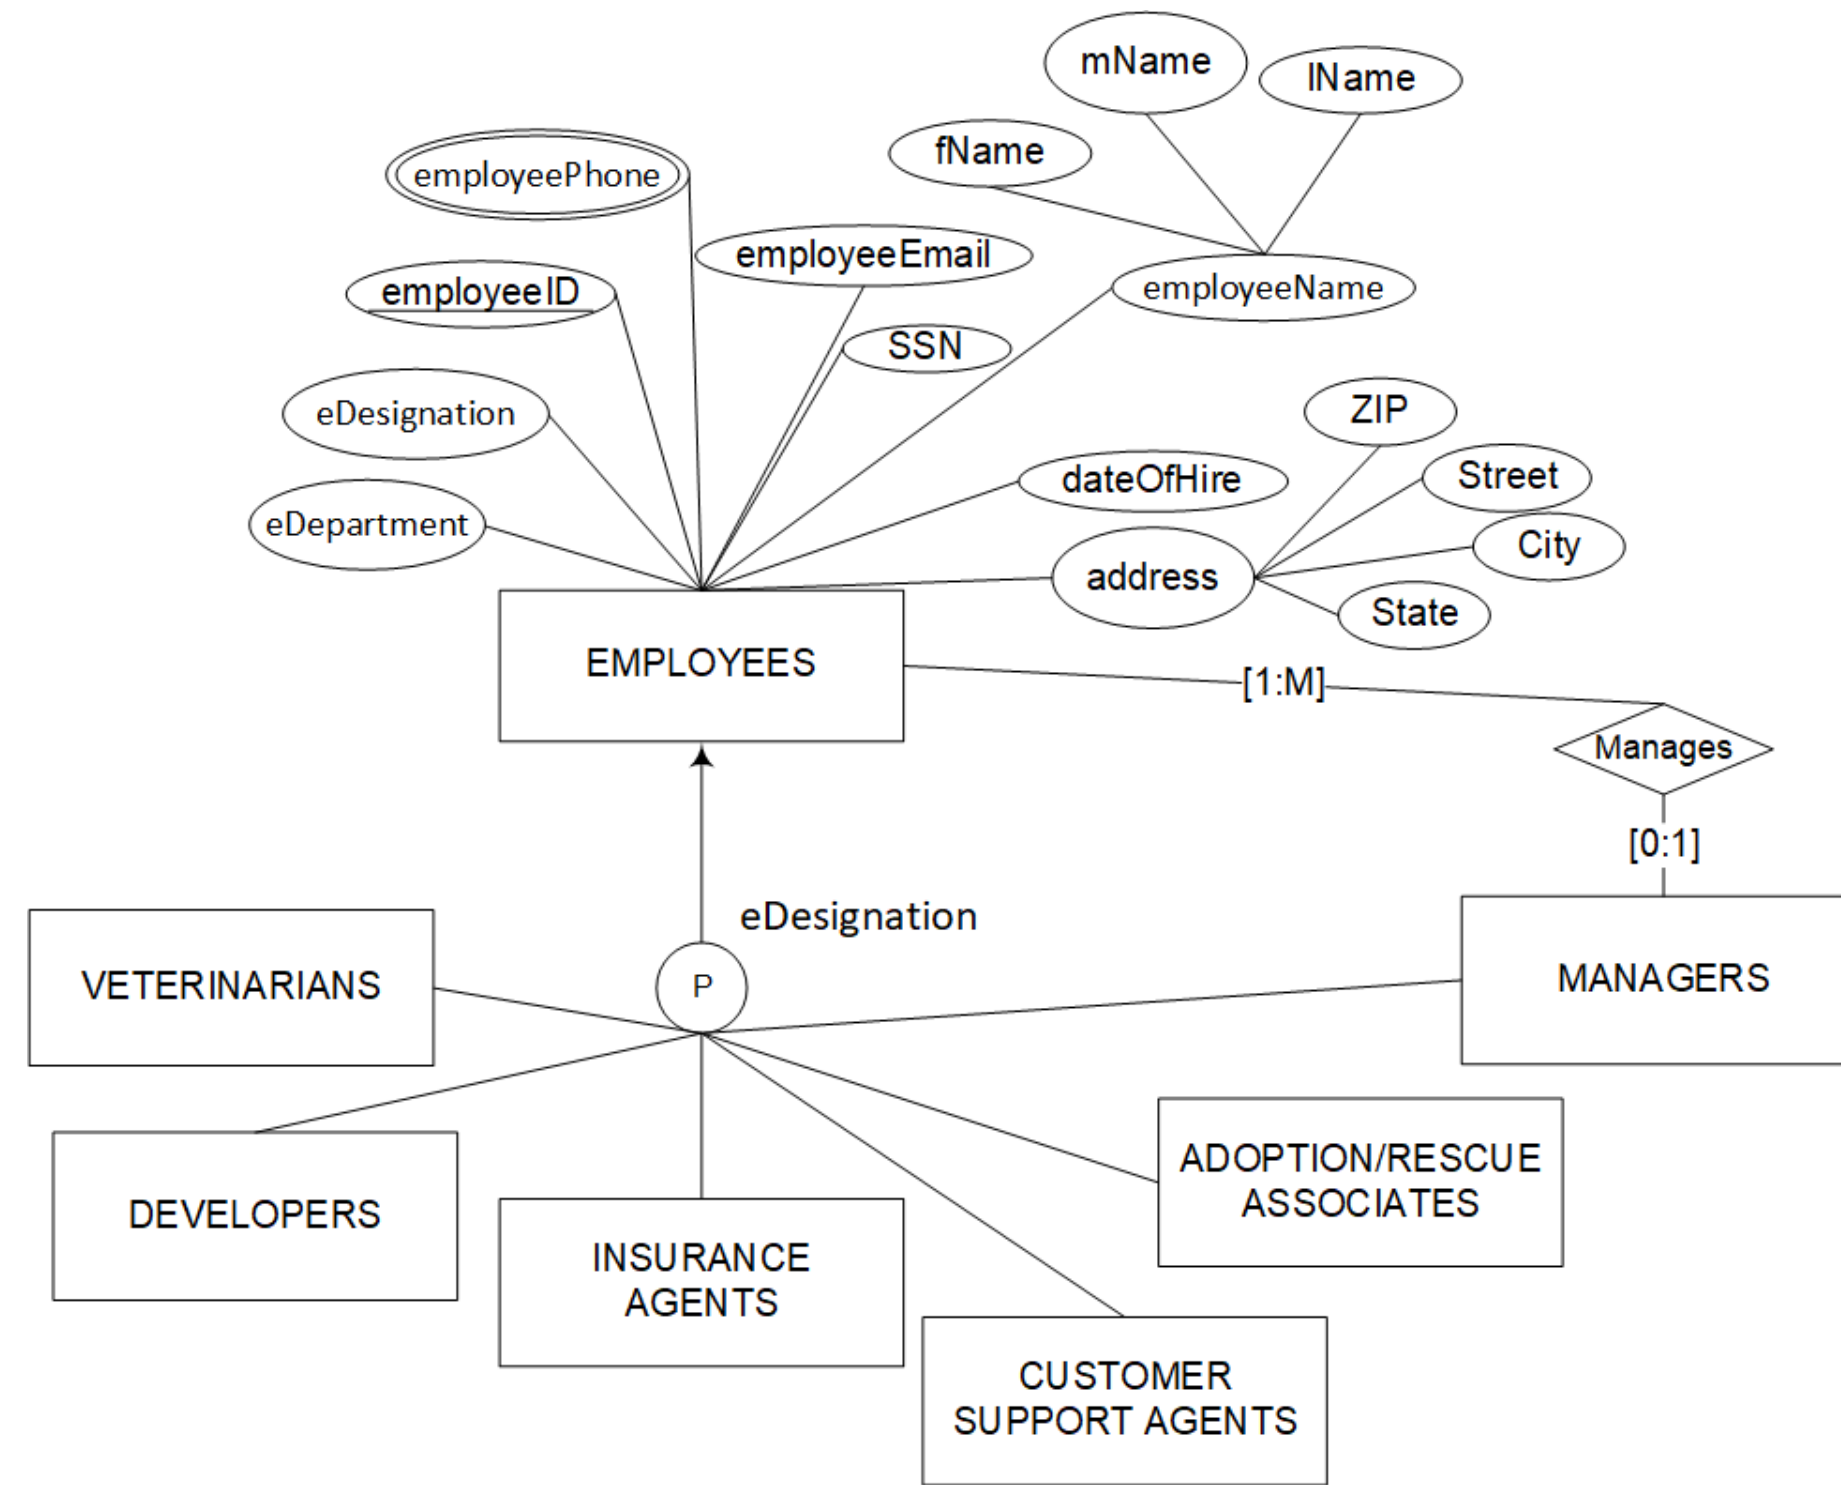 mName
lName
fName
employeePhone
employeeEmail
employeeID
employeeName
SSN
eDesignation
ZIP
dateOfHire
Street
eDepartment
City
address
State
EMPLOYEES
[1:M]
Manages
[0:1]
eDesignation
VETERINARIANS
P
MANAGERS
ADOPTION/RESCUE
ASSOCIATES
DEVELOPERS
INSURANCE
AGENTS
CUSTOMER
SUPPORT AGENTS